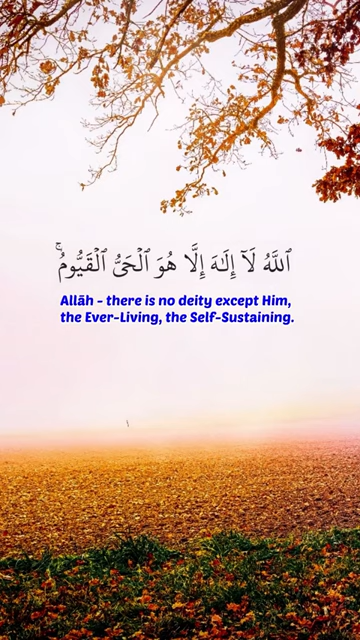 ٱللَّهُ لَآ إِلَـٰهَ إِلَّا هُوَ ٱلْحَىُّ ٱلْقَيُّومُ ۚ
Allāh - there is no deity except Him,
the Ever-Living, the Self-Sustaining.